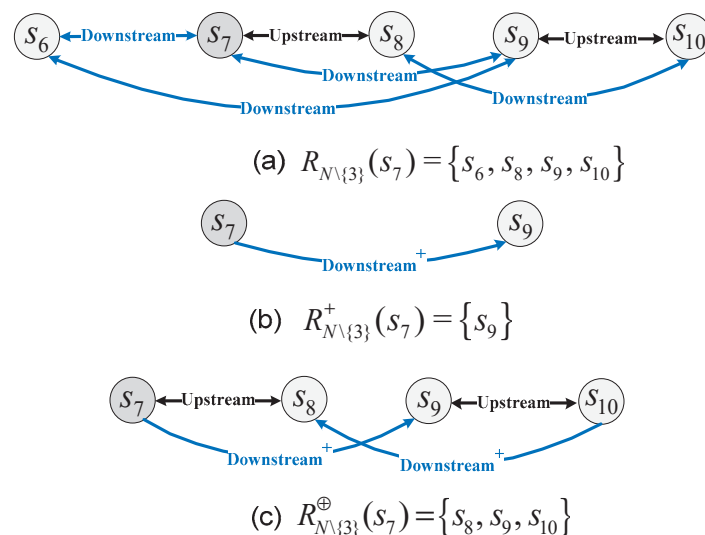 s₆ Downstream s₇ Upstream s₈ s₉ Upstream s₁₀
Downstream
Downstream
Downstream
(a) R_{N\{3}}(s₇) = {s₆, s₈, s₉, s₁₀}
s₇ s₉
Downstream⁺
(b) R⁺_{N\{3}}(s₇) = {s₉}
s₇ Upstream s₈ s₉ Upstream s₁₀
Downstream⁺ Downstream⁺
(c) R^⊕_{N\{3}}(s₇) = {s₈, s₉, s₁₀}